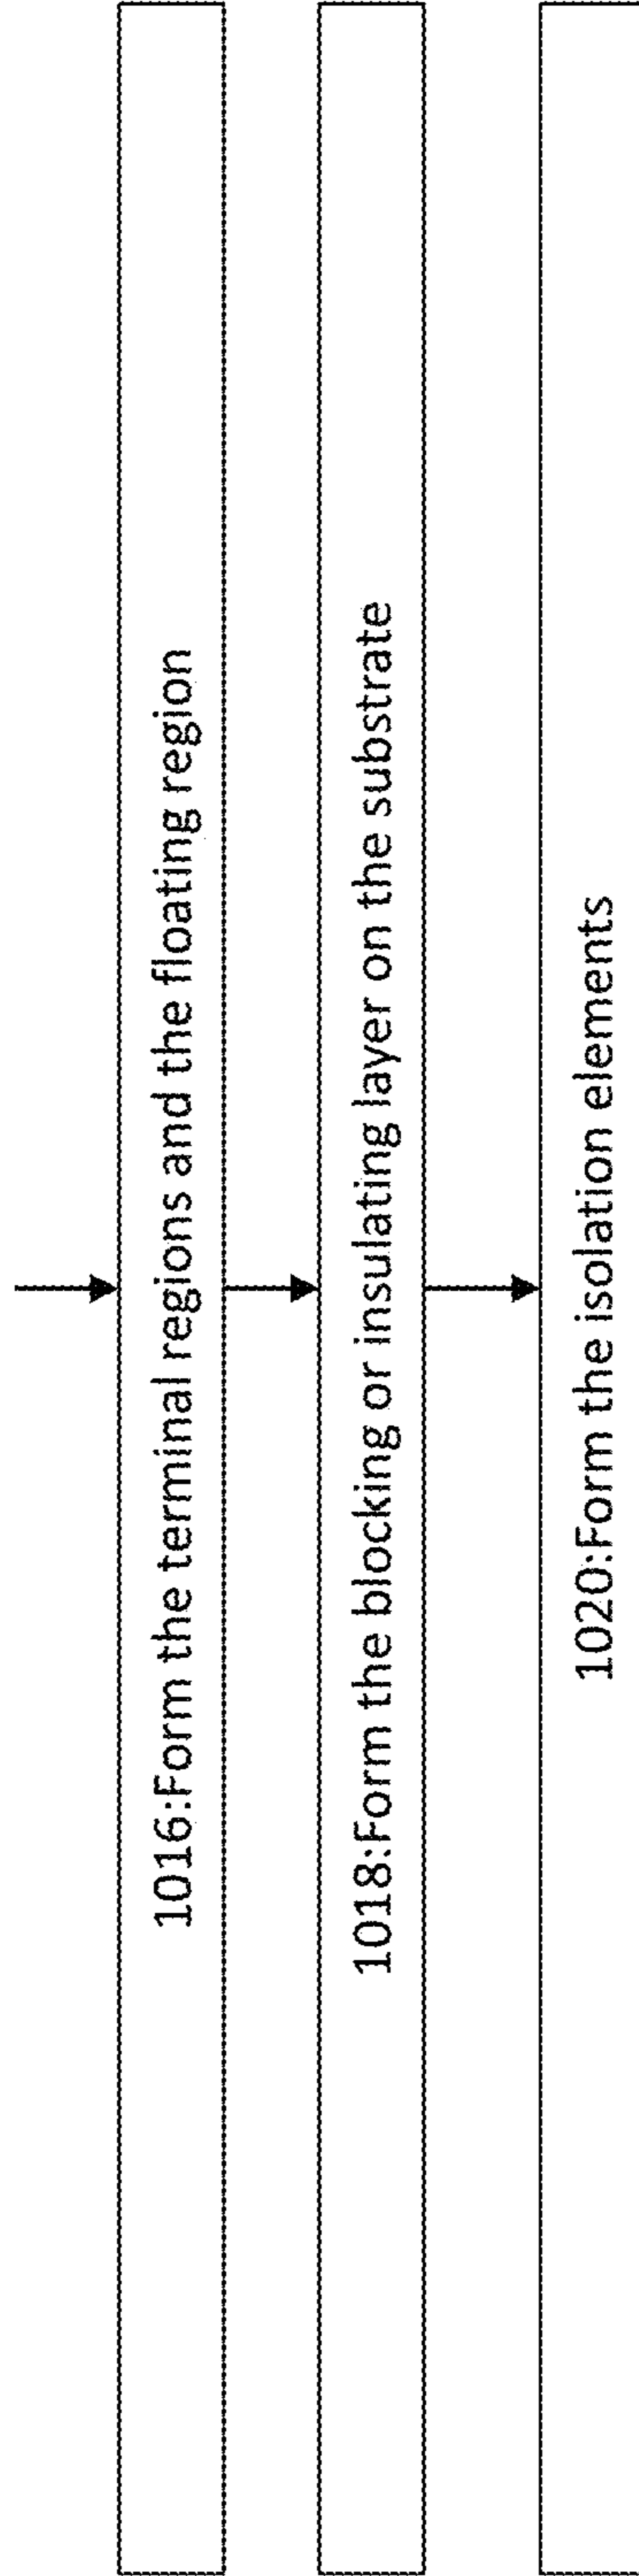 1016:Form the terminal regions and the floating region
1018:Form the blocking or insulating layer on the substrate
1020:Form the isolation elements